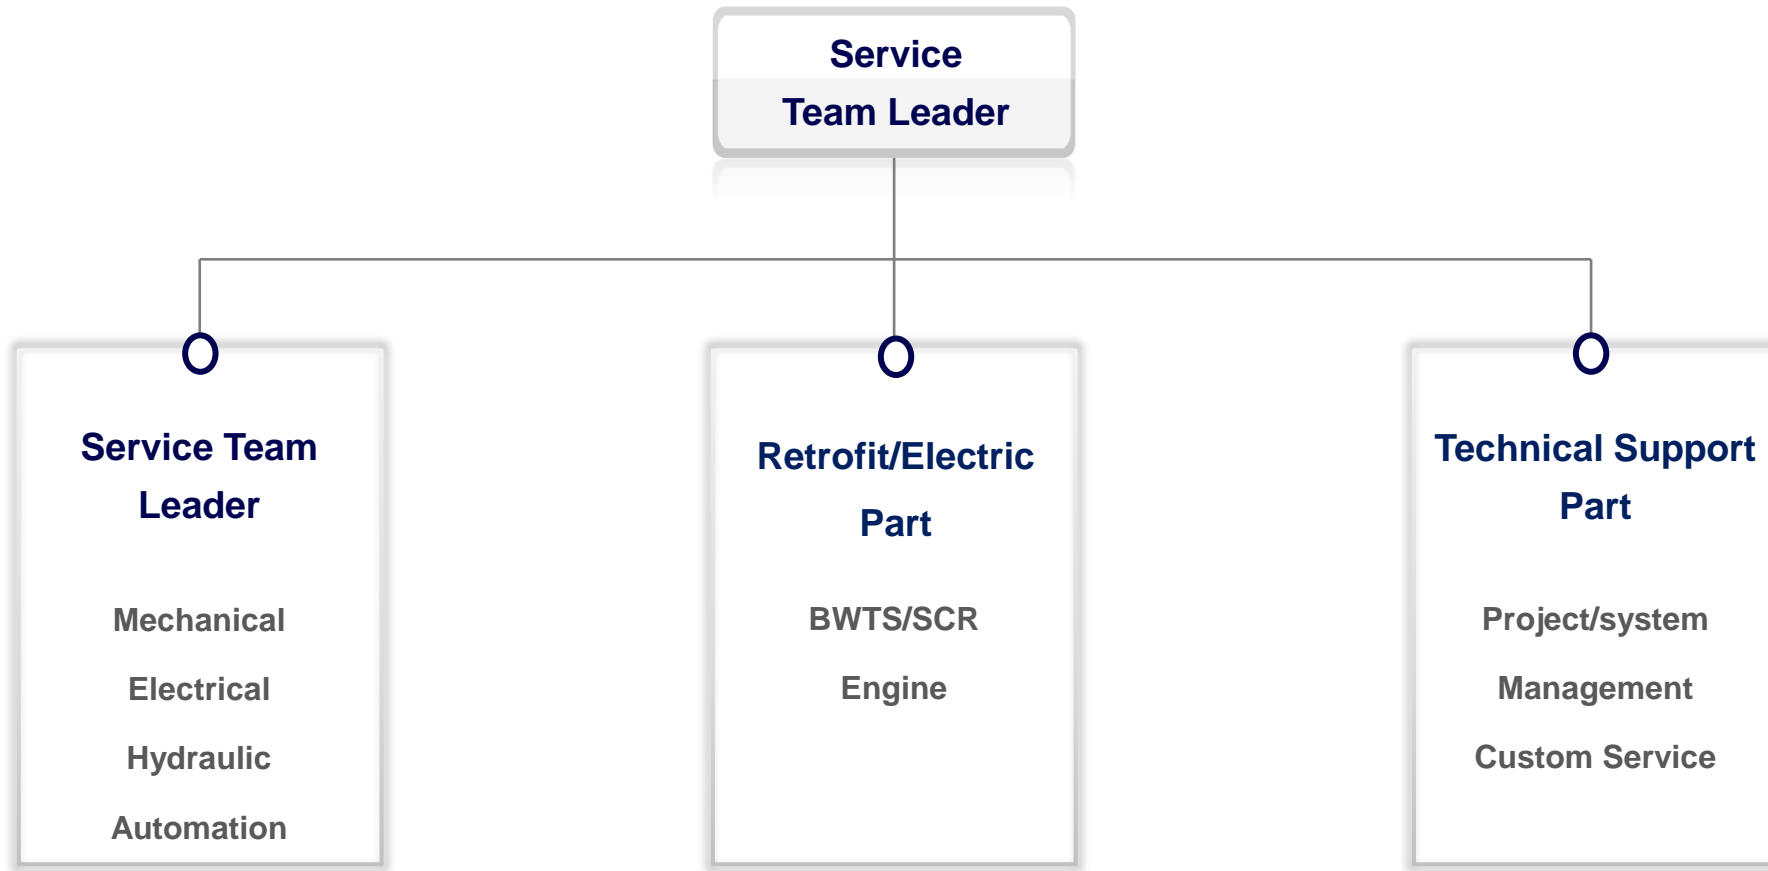 Service
Team Leader
Service Team
Leader
Mechanical
Electrical
Hydraulic
Automation
Retrofit/Electric
Part
BWTS/SCR
Engine
Technical Support
Part
Project/system
Management
Custom Service